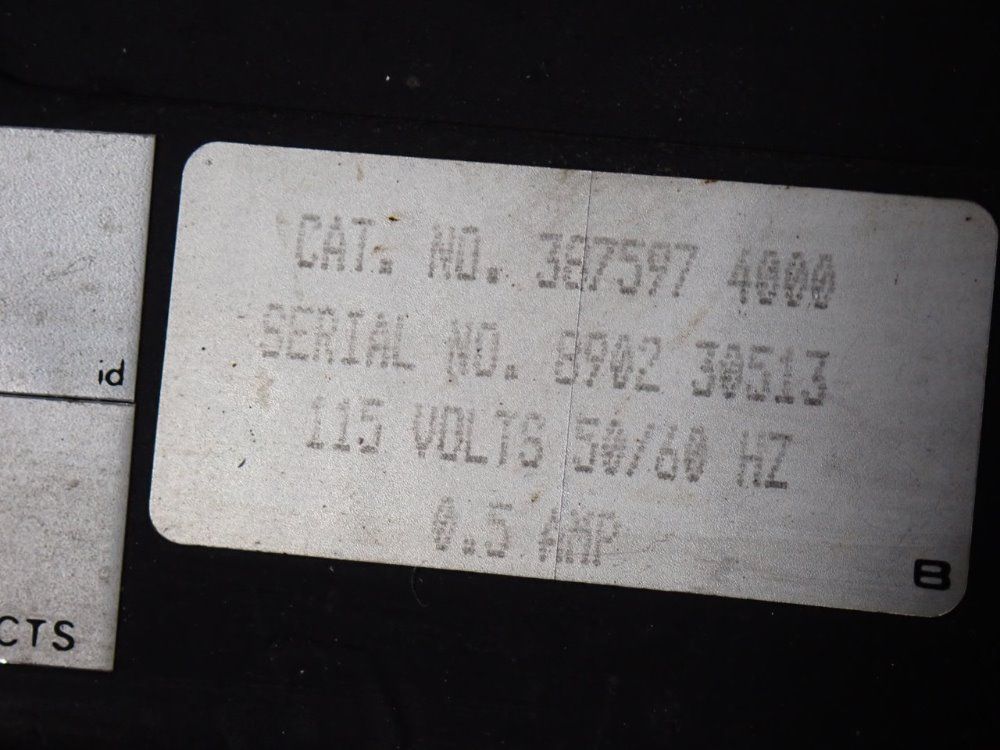 id
CTS
CAT. NO. 387597 4000
SERIAL NO. 8902 30513
115 VOLTS 50/60 HZ
0.5 AMP
B